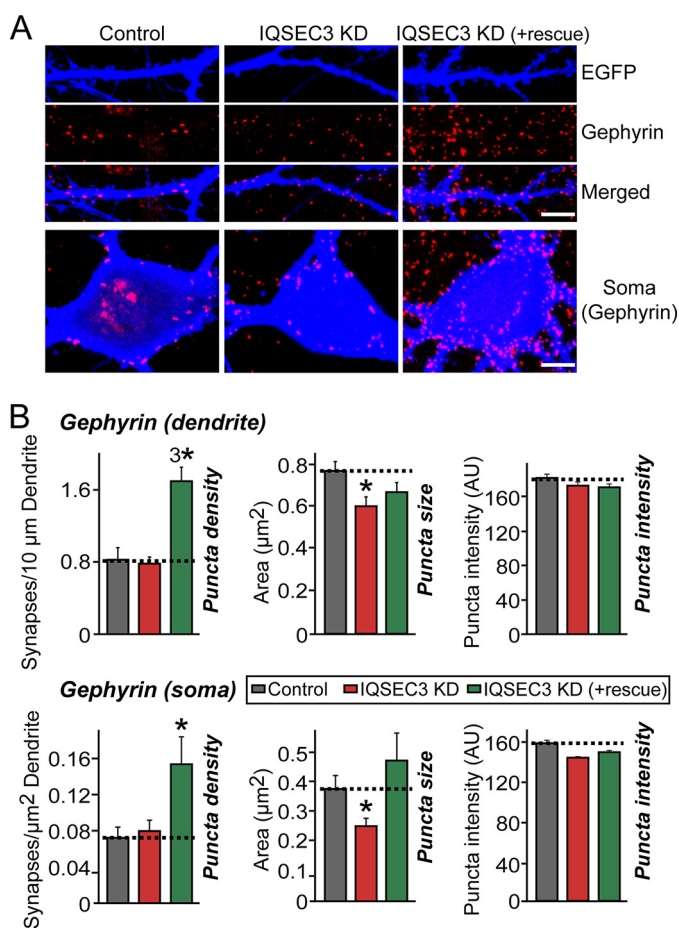 A
Control IQSEC3 KD IQSEC3 KD (+rescue)
EGFP
Gephyrin
Merged
Soma
(Gephyrin)
B
Gephyrin (dendrite)
Synapses/10 µm Dendrite
1.6
0.8
0
3*
Puncta density
Area (µm2)
0.8
0.6
0.4
0.2
0
*
Puncta size
Puncta intensity (AU)
160
120
80
40
0
Puncta intensity
Gephyrin (soma)
Control IQSEC3 KD IQSEC3 KD (+rescue)
Synapses/µm2 Dendrite
0.16
0.12
0.08
0.04
0
*
Puncta density
Area (µm2)
0.5
0.4
0.3
0.2
0.1
0
*
Puncta size
Puncta intensity (AU)
160
120
80
40
0
Puncta intensity